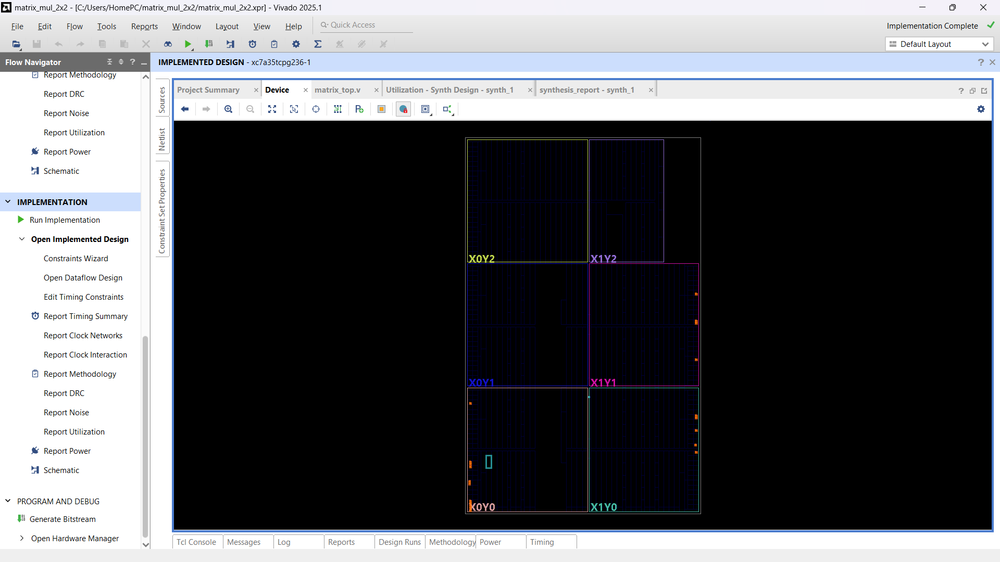 matrix_mul_2x2 - [C:/Users/HomePC/matrix_mul_2x2/matrix_mul_2x2.xpr] - Vivado 2025.1
File Edit Flow Tools Reports Window Layout View Help Quick Access
Implementation Complete
Default Layout
Flow Navigator
IMPLEMENTED DESIGN - xc7a35tcpg236-1
Report Methodology
Report DRC
Report Noise
Report Utilization
Report Power
Schematic
IMPLEMENTATION
Run Implementation
Open Implemented Design
Constraints Wizard
Open Dataflow Design
Edit Timing Constraints
Report Timing Summary
Report Clock Networks
Report Clock Interaction
Report Methodology
Report DRC
Report Noise
Report Utilization
Report Power
Schematic
PROGRAM AND DEBUG
Generate Bitstream
Open Hardware Manager
Sources
Netlist
Constraint Set Properties
Project Summary Device matrix_top.v Utilization - Synth Design - synth_1 synthesis_report - synth_1
X0Y2 X1Y2
X0Y1 X1Y1
X0Y0 X1Y0
Tcl Console Messages Log Reports Design Runs Methodology Power Timing